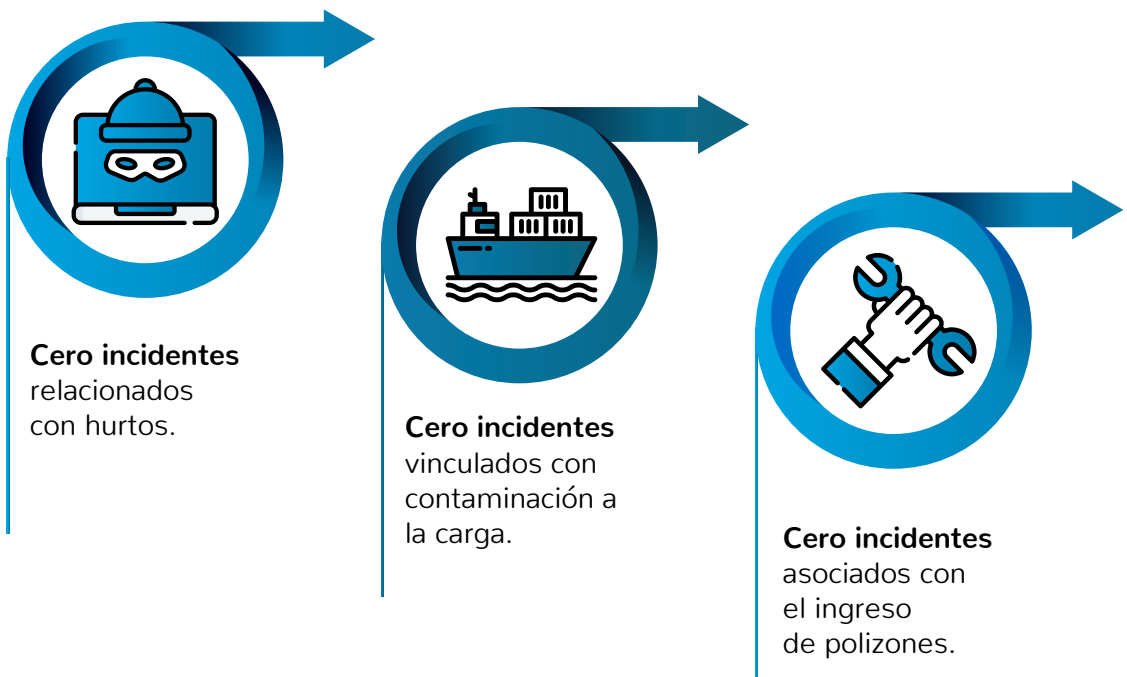 Cero incidentes
relacionados
con hurtos.
Cero incidentes
vinculados con
contaminación a
la carga.
Cero incidentes
asociados con
el ingreso
de polizones.